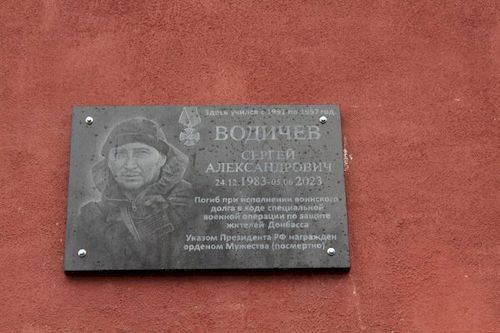 Здесь учился с 1991 по 1997 год
ВОДИЧЕВ
СЕРГЕЙ
АЛЕКСАНДРОВИЧ
24.12.1983-05.06.2023
Погиб при исполнении воинского
долга в ходе специальной
военной операции по защите
жителей Донбасса
Указом Президента РФ награжден
орденом Мужества (посмертно)